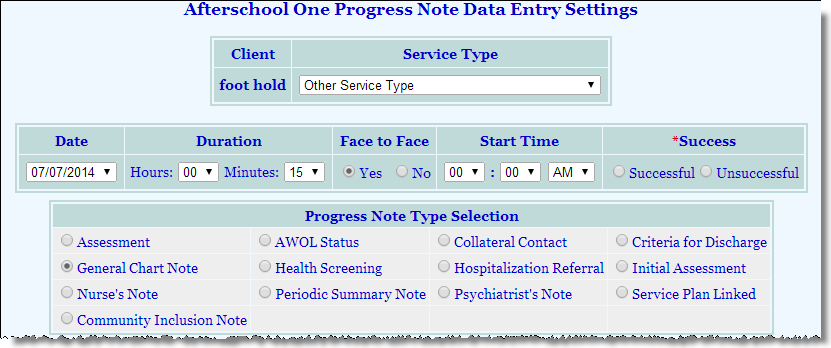 Afterschool One Progress Note Data Entry Settings
Client Service Type
foot hold Other Service Type
Date Duration Face to Face Start Time *Success
07/07/2014 Hours: 00 Minutes: 15 Yes No 00 : 00 AM Successful Unsuccessful
Progress Note Type Selection
Assessment AWOL Status Collateral Contact Criteria for Discharge
General Chart Note Health Screening Hospitalization Referral Initial Assessment
Nurse's Note Periodic Summary Note Psychiatrist's Note Service Plan Linked
Community Inclusion Note